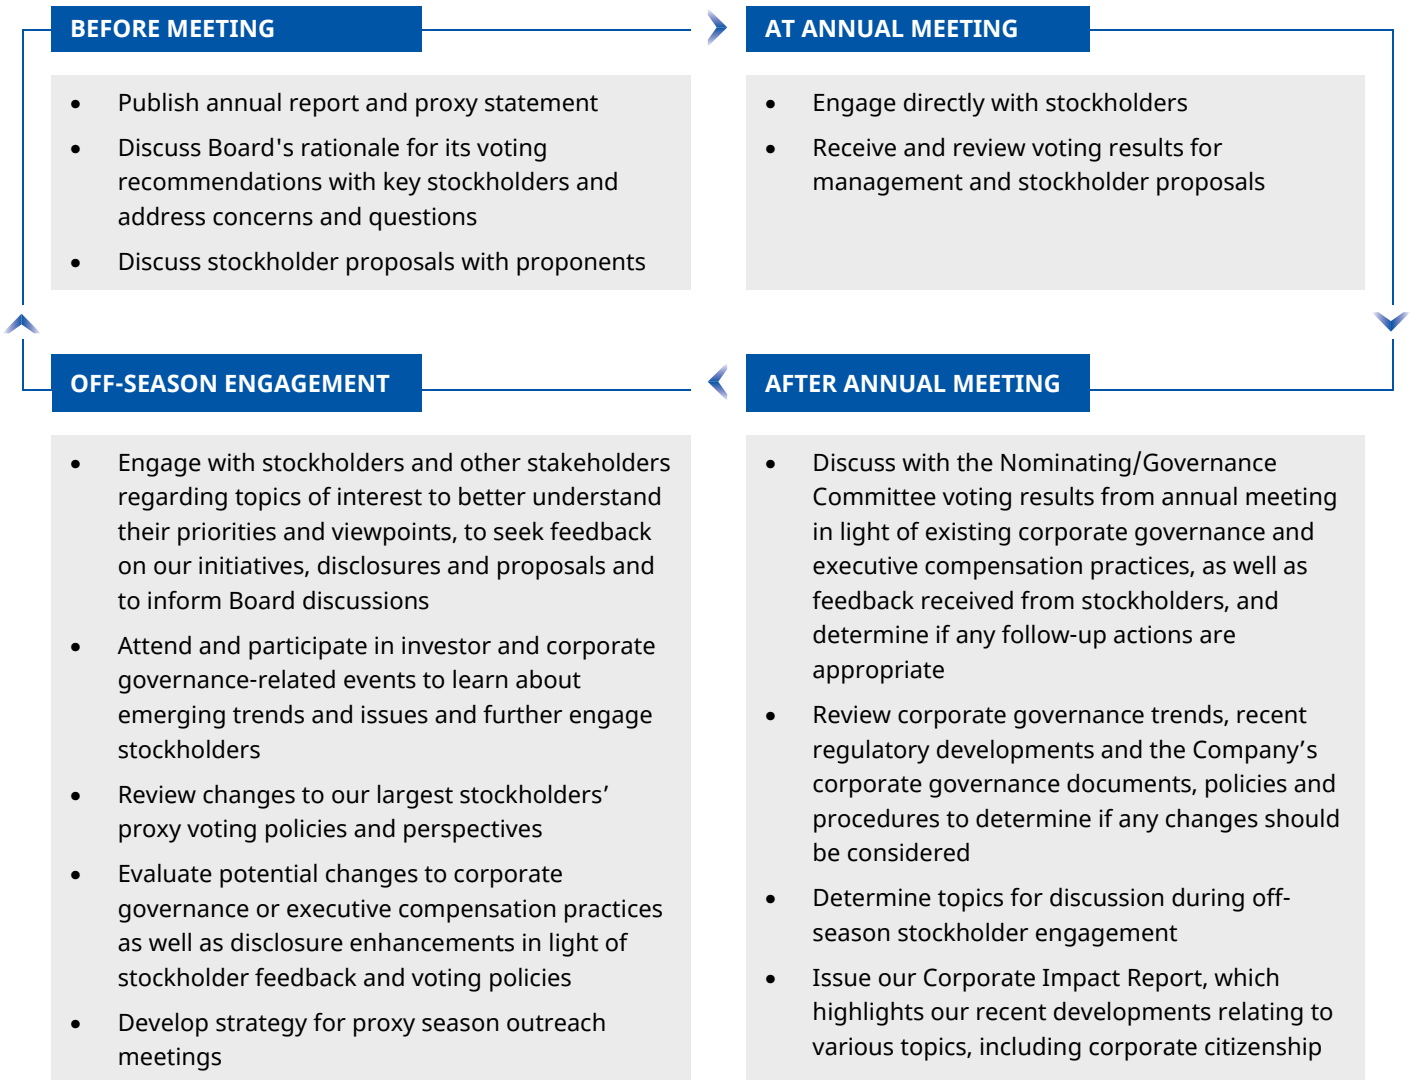 BEFORE MEETING
• Publish annual report and proxy statement
• Discuss Board's rationale for its voting
recommendations with key stockholders and
address concerns and questions
• Discuss stockholder proposals with proponents
AT ANNUAL MEETING
• Engage directly with stockholders
• Receive and review voting results for
management and stockholder proposals
AFTER ANNUAL MEETING
• Discuss with the Nominating/Governance
Committee voting results from annual meeting
in light of existing corporate governance and
executive compensation practices, as well as
feedback received from stockholders, and
determine if any follow-up actions are
appropriate
• Review corporate governance trends, recent
regulatory developments and the Company’s
corporate governance documents, policies and
procedures to determine if any changes should
be considered
• Determine topics for discussion during off-
season stockholder engagement
• Issue our Corporate Impact Report, which
highlights our recent developments relating to
various topics, including corporate citizenship
OFF-SEASON ENGAGEMENT
• Engage with stockholders and other stakeholders
regarding topics of interest to better understand
their priorities and viewpoints, to seek feedback
on our initiatives, disclosures and proposals and
to inform Board discussions
• Attend and participate in investor and corporate
governance-related events to learn about
emerging trends and issues and further engage
stockholders
• Review changes to our largest stockholders’
proxy voting policies and perspectives
• Evaluate potential changes to corporate
governance or executive compensation practices
as well as disclosure enhancements in light of
stockholder feedback and voting policies
• Develop strategy for proxy season outreach
meetings